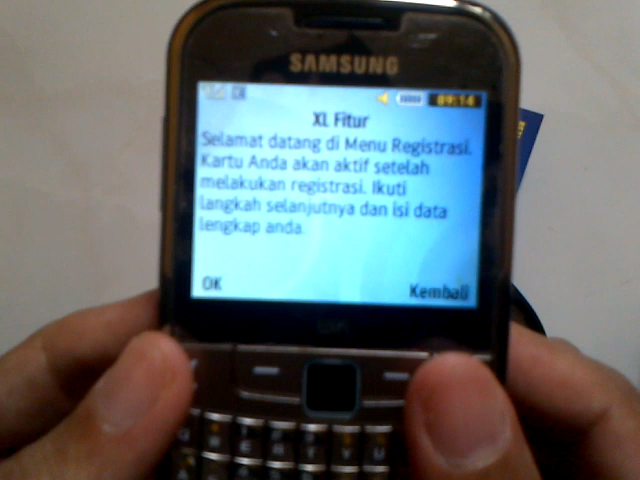 SAMSUNG
09:14
XL Fitur
Selamat datang di Menu Registrasi.
Kartu Anda akan aktif setelah
melakukan registrasi. Ikuti
langkah selanjutnya dan isi data
lengkap anda.
OK
Kembali